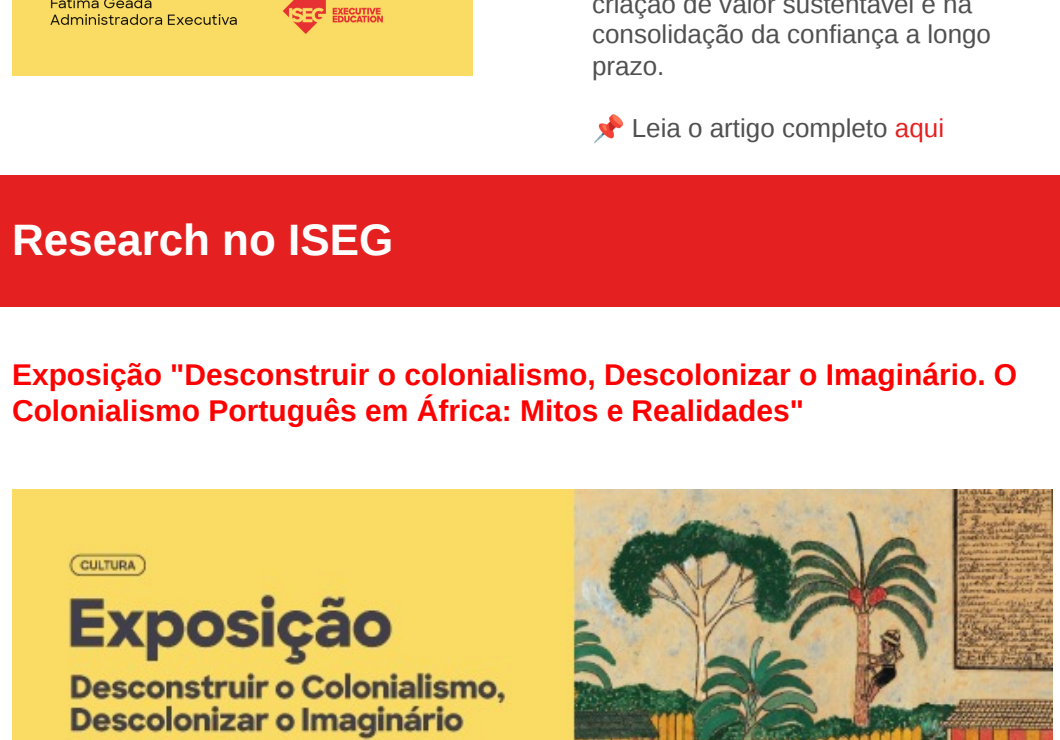 Fátima Geada
Administradora Executiva
ISEG EXECUTIVE
EDUCATION
criação de valor sustentável e na
consolidação da confiança a longo
prazo.
Leia o artigo completo aqui
Research no ISEG
Exposição "Desconstruir o colonialismo, Descolonizar o Imaginário. O
Colonialismo Português em África: Mitos e Realidades"
CULTURA
Exposição
Desconstruir o Colonialismo,
Descolonizar o Imaginário